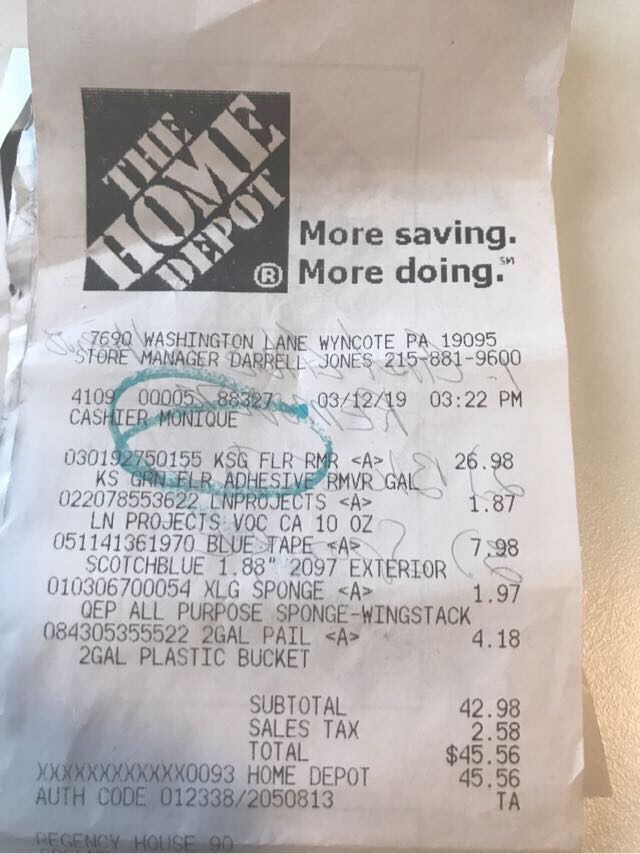 THE
HOME
DEPOT
®
More saving.
More doing.℠
7690 WASHINGTON LANE WYNCOTE PA 19095
STORE MANAGER DARRELL JONES 215-881-9600
4109 00005 88327 03/12/19 03:22 PM
CASHIER MONIQUE
030192750155 KSG FLR RMR <A> 26.98
KS GRN FLR ADHESIVE RMVR GAL
022078553622 LNPROJECTS <A> 1.87
LN PROJECTS VOC CA 10 OZ
051141361970 BLUE TAPE <A> 7.98
SCOTCHBLUE 1.88" 2097 EXTERIOR
010306700054 XLG SPONGE <A> 1.97
QEP ALL PURPOSE SPONGE-WINGSTACK
084305355522 2GAL PAIL <A> 4.18
2GAL PLASTIC BUCKET
SUBTOTAL 42.98
SALES TAX 2.58
TOTAL $45.56
XXXXXXXXXXXX0093 HOME DEPOT 45.56
AUTH CODE 012338/2050813 TA
REGENCY HOUSE 90